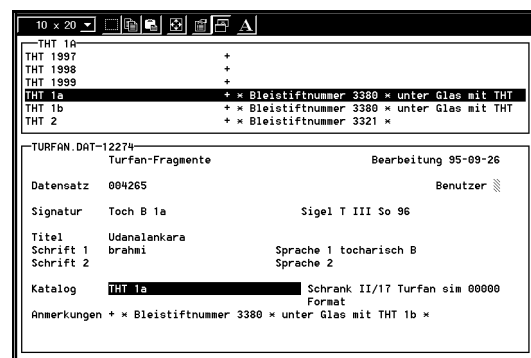 10 x 20
THT 1A
THT 1997 +
THT 1998 +
THT 1999 +
THT 1a + * Bleistiftnummer 3380 * unter Glas mit THT
THT 1b + * Bleistiftnummer 3380 * unter Glas mit THT
THT 2 + * Bleistiftnummer 3321 *
TURFAN.DAT-12274
Turfan-Fragmente Bearbeitung 95-09-26
Datensatz 004265 Benutzer
Signatur Toch B 1a Sigel T III So 96
Titel Udanalankara
Schrift 1 brahmi Sprache 1 tocharisch B
Schrift 2 Sprache 2
Katalog THT 1a Schrank II/17 Turfan sim 00000
Format
Anmerkungen + * Bleistiftnummer 3380 * unter Glas mit THT 1b *